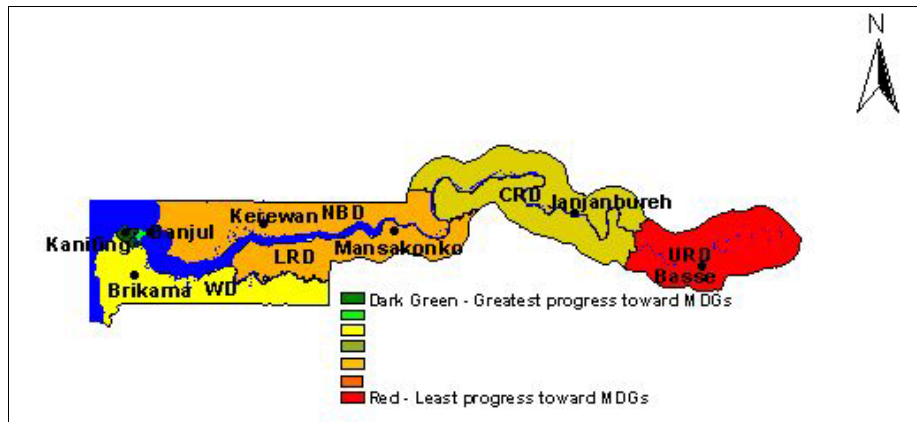 N
CRD
Janjanbureh
Kerewan
NBD
Banjul
Kanifing
Mansakonko
LRD
URD
Basse
Brikama
WD
Dark Green - Greatest progress toward MDGs
Red - Least progress toward MDGs